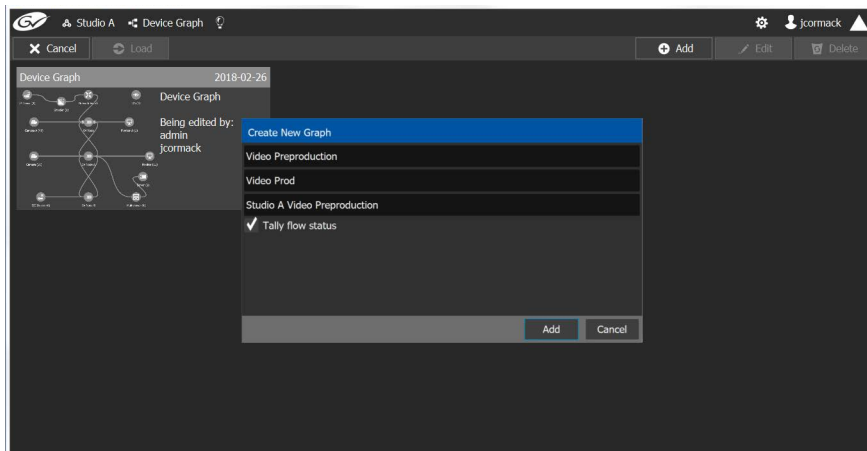 Studio A Device Graph
jcormack
Cancel Load
Add Edit Delete
Device Graph 2018-02-26
Device Graph
Being edited by:
admin
jcormack
Create New Graph
Video Preproduction
Video Prod
Studio A Video Preproduction
Tally flow status
Add Cancel